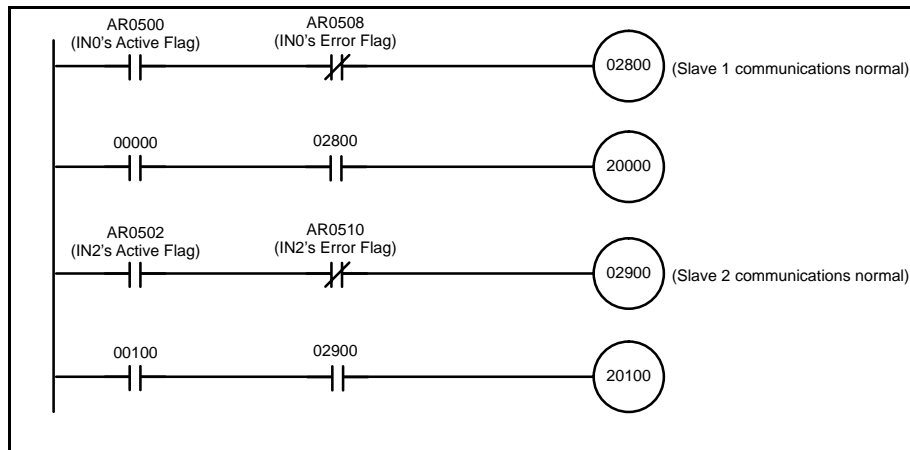 AR0500
(IN0's Active Flag)
AR0508
(IN0's Error Flag)
02800
(Slave 1 communications normal)
00000
02800
20000
AR0502
(IN2's Active Flag)
AR0510
(IN2's Error Flag)
02900
(Slave 2 communications normal)
00100
02900
20100